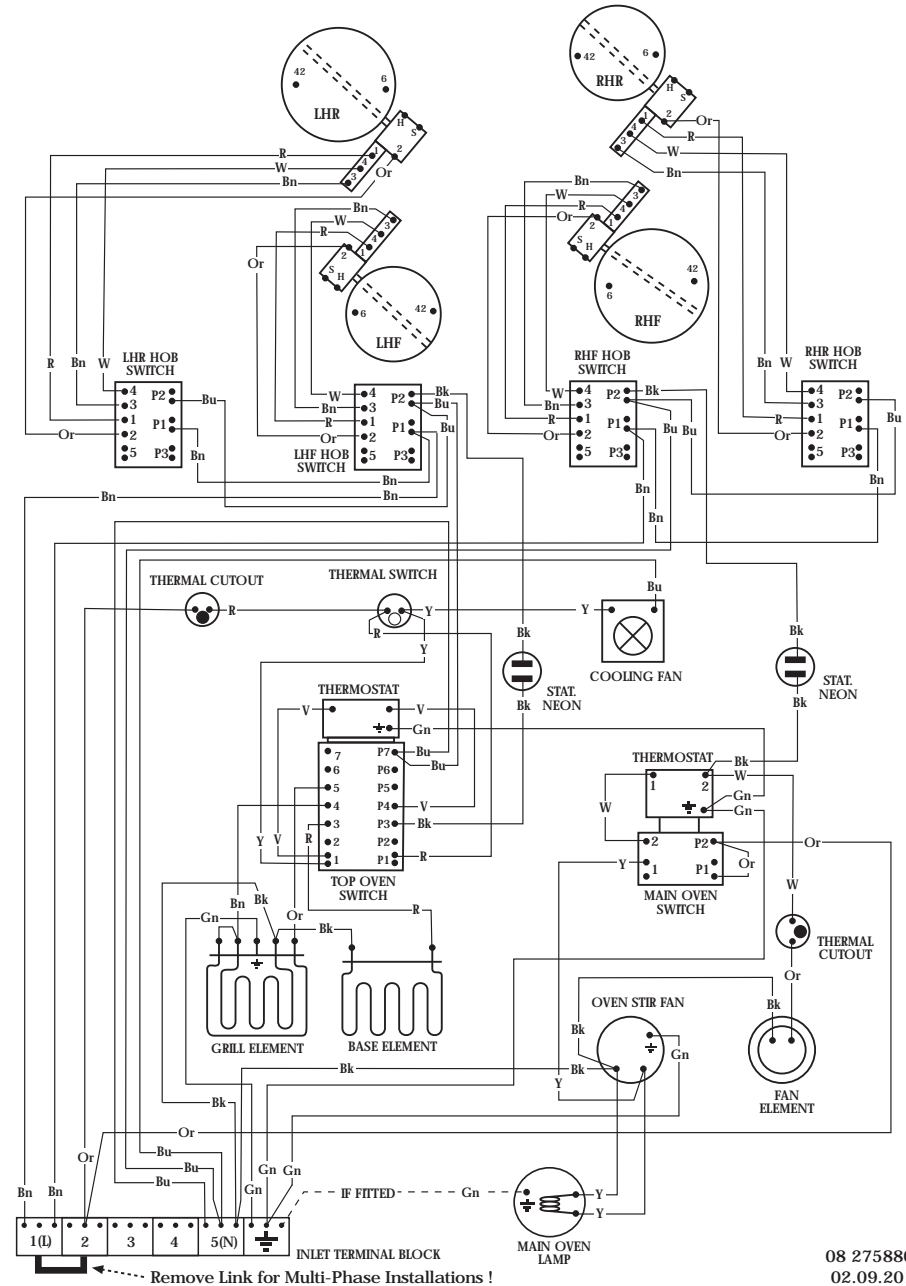 42
6
LHR
H
S
2
1
4
3
R
W
Bn
Or
42
6
RHR
H
S
2
1
4
3
Or
R
W
Bn
Bn
W
R
Or
3
4
1
2
S
H
6
42
LHF
Bn
W
R
Or
3
4
1
2
S
H
6
42
RHF
R
Bn
W
Or
LHR HOB
SWITCH
4
3
1
2
5
P2
P1
P3
Bu
Bn
W
Bn
R
Or
LHF HOB
SWITCH
4
3
1
2
5
P2
P1
P3
Bk
Bu
Bu
Bn
Bn
Bn
RHF HOB
SWITCH
W
Bn
R
Or
4
3
1
2
5
P2
P1
P3
Bk
Bu
Bu
Bn
Bn
RHR HOB
SWITCH
Bn
W
R
Or
4
3
1
2
5
P2
P1
P3
Bu
Bn
Bn
THERMAL CUTOUT
R
THERMAL SWITCH
Y
R
Y
Y
Bu
COOLING FAN
Bk
STAT.
NEON
Bk
Bk
STAT.
NEON
Bk
THERMOSTAT
V
V
Gn
7
6
5
4
3
2
1
P7
P6
P5
P4
P3
P2
P1
Bu
Bu
V
Bk
R
Y
V
R
TOP OVEN
SWITCH
THERMOSTAT
1
2
Bk
W
Gn
Gn
W
2
1
P2
P1
Y
Or
Or
MAIN OVEN
SWITCH
W
THERMAL
CUTOUT
Or
Gn
Bn
Bk
Or
Bk
R
GRILL ELEMENT
BASE ELEMENT
OVEN STIR FAN
Bk
Bk
Gn
Y
Bk
FAN
ELEMENT
Bk
Bk
Or
Or
Bu
Bu
Bu
Gn
Gn
Gn
Bn
Bn
IF FITTED
Gn
Y
Y
MAIN OVEN
LAMP
1(L)
2
3
4
5(N)
INLET TERMINAL BLOCK
Remove Link for Multi-Phase Installations !
08 275880
02.09.20